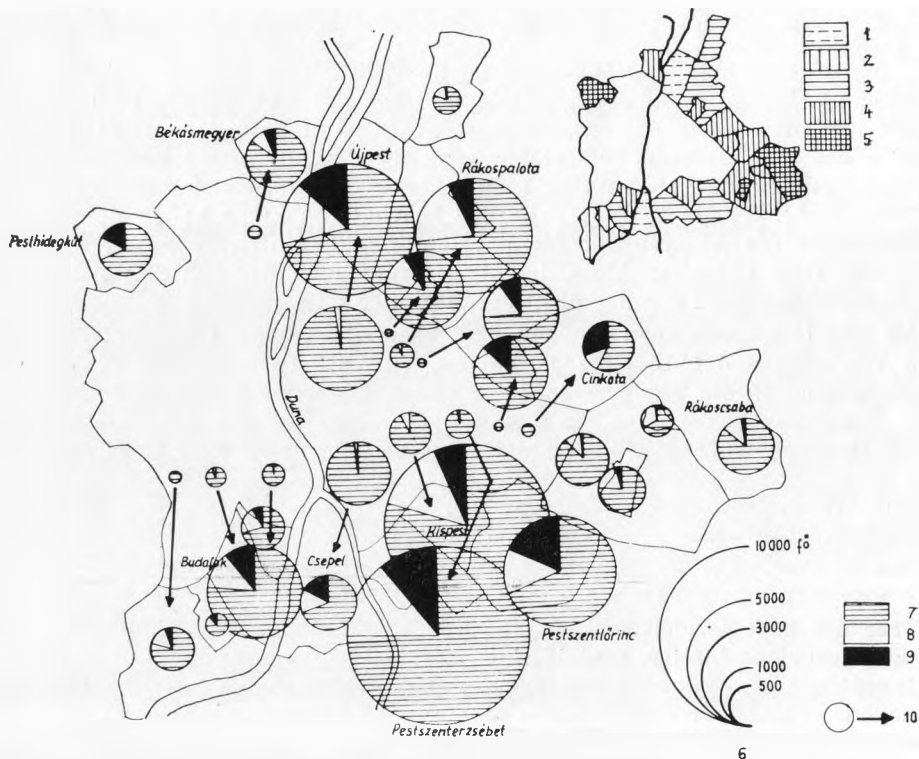 1
2
3
4
5
Békásmegyer
Újpest
Rákospalota
Pesthidegkút
Cinkota
Rákoscsaba
Duna
Kispest
Budafok
Csepel
Pestszentlőrinc
Pestszenterzsébet
10 000 fő
5000
3000
1000
500
7
8
9
10
6